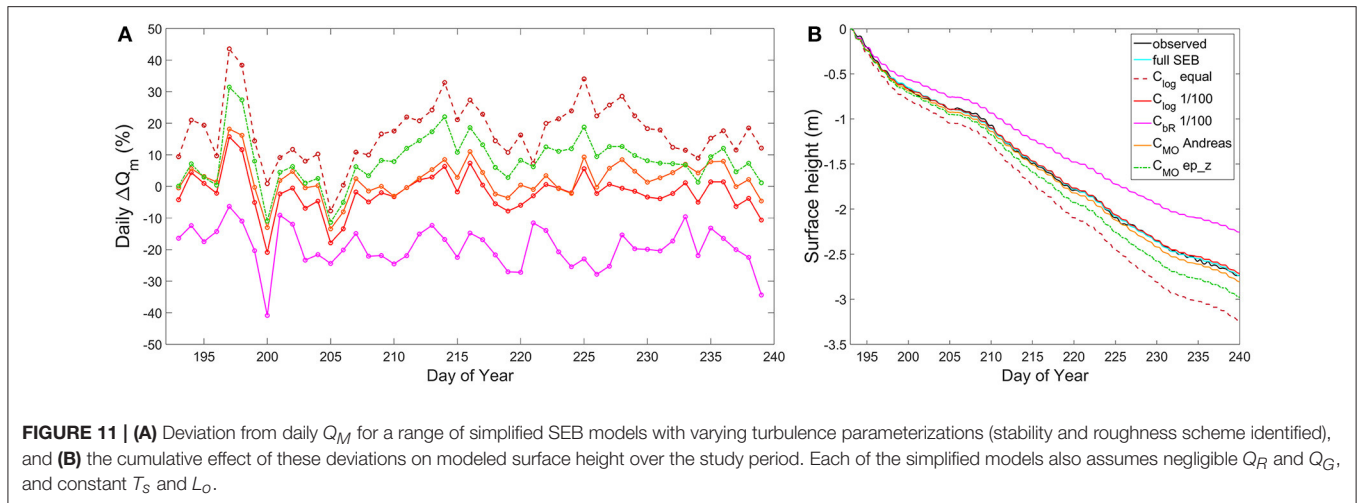 A
50
40
30
20
10
0
-10
-20
-30
-40
-50
Daily ΔQm (%)
195 200 205 210 215 220 225 230 235 240
Day of Year
B
0
-0.5
-1
-1.5
-2
-2.5
-3
-3.5
Surface height (m)
observed
full SEB
Clog equal
Clog 1/100
CbR 1/100
CMO Andreas
CMO ep_z
195 200 205 210 215 220 225 230 235 240
Day of Year
FIGURE 11 | (A) Deviation from daily QM for a range of simplified SEB models with varying turbulence parameterizations (stability and roughness scheme identified),
and (B) the cumulative effect of these deviations on modeled surface height over the study period. Each of the simplified models also assumes negligible QR and QG,
and constant Ts and Lo.